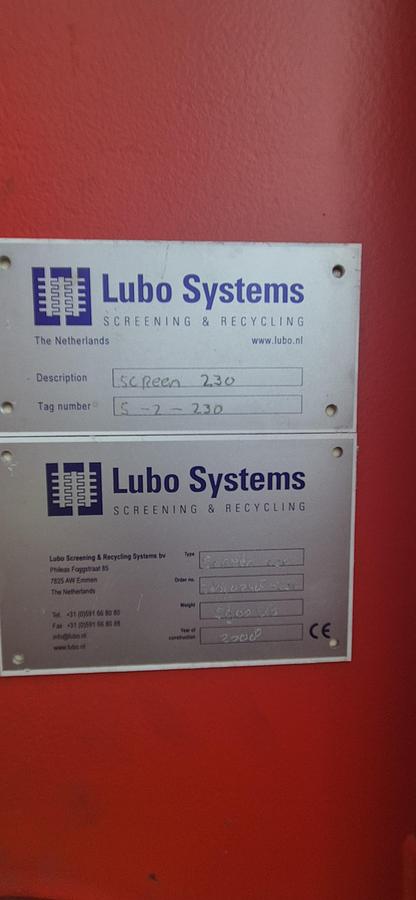 Lubo Systems
SCREENING & RECYCLING
The Netherlands www.lubo.nl
Description screen 230
Tag number S-2-230
Lubo Systems
SCREENING & RECYCLING
Lubo Screening & Recycling Systems bv
Phileas Foggstraat 85
7825 AW Emmen
The Netherlands
Tel. +31 (0)591 66 80 80
Fax +31 (0)591 66 80 88
info@lubo.nl
www.lubo.nl
Type
Order no.
Weight
Year of construction 2008
CE